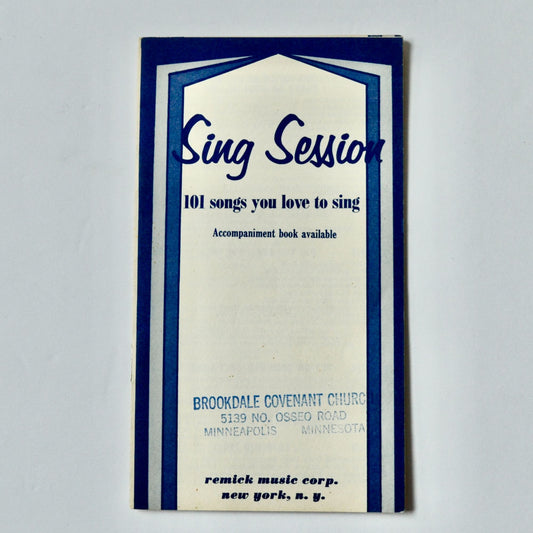 Sing Session
101 songs you love to sing
Accompaniment book available
BROOKDALE COVENANT CHURCH
5139 NO. OSSEO ROAD
MINNEAPOLIS MINNESOTA
remick music corp.
new york, n. y.